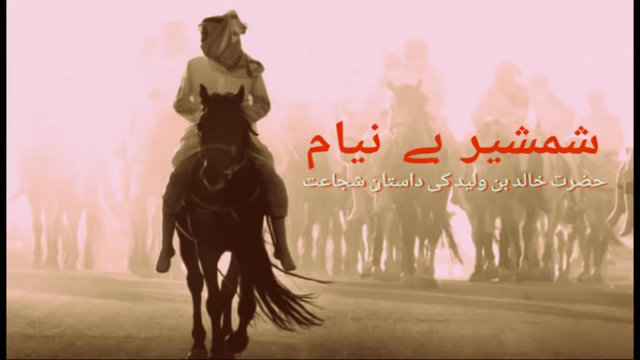 شمشیر بے نیام
حضرت خالد بن ولید کی داستان شجاعت